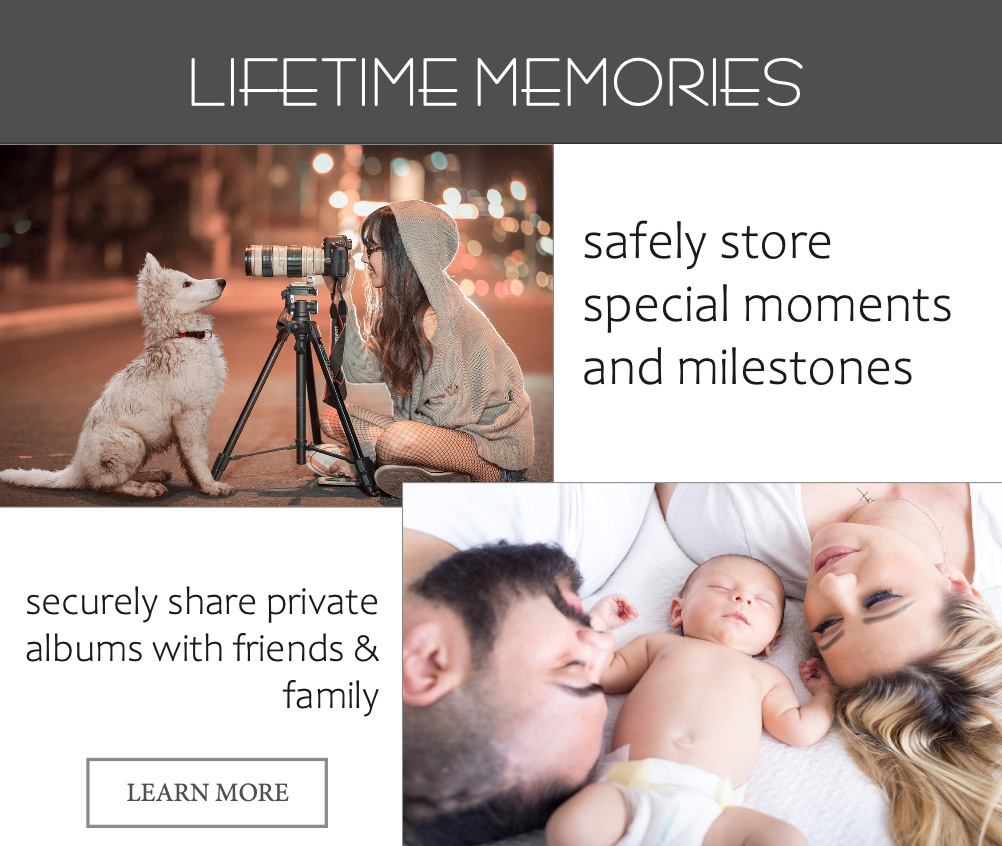 LIFETIME MEMORIES
safely store
special moments
and milestones
securely share private
albums with friends &
family
LEARN MORE